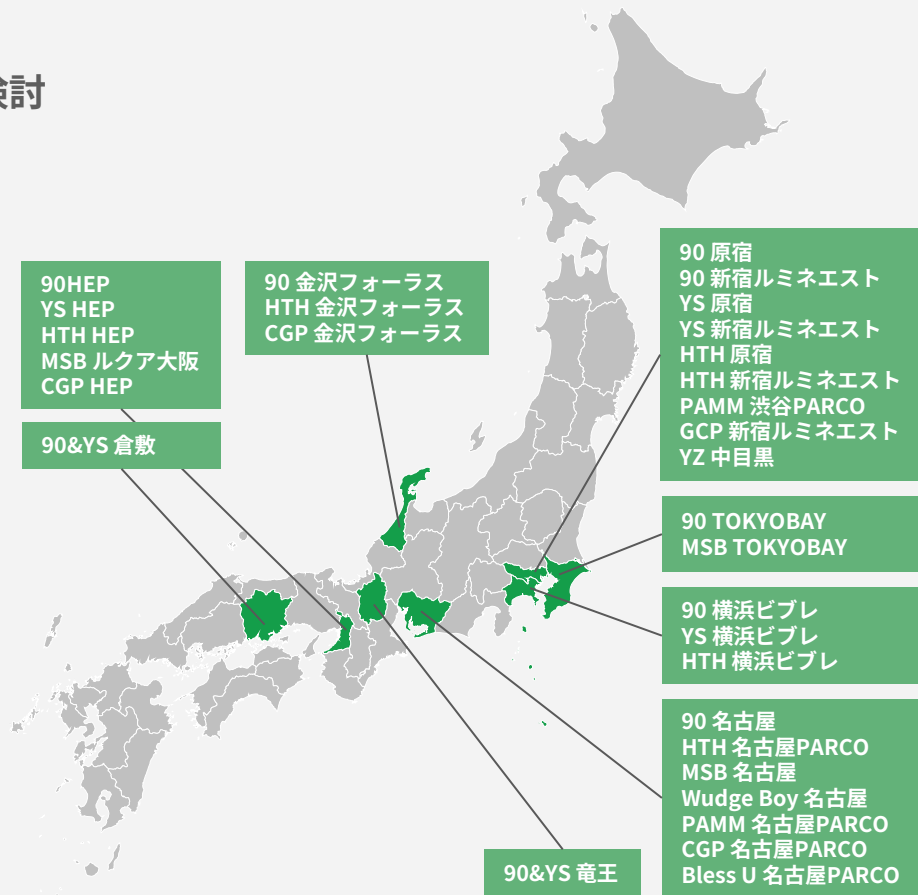 検討
90HEP
YS HEP
HTH HEP
MSB ルクア大阪
CGP HEP
90&YS 倉敷
90 金沢フォーラス
HTH 金沢フォーラス
CGP 金沢フォーラス
90 原宿
90 新宿ルミネエスト
YS 原宿
YS 新宿ルミネエスト
HTH 原宿
HTH 新宿ルミネエスト
PAMM 渋谷PARCO
GCP 新宿ルミネエスト
YZ 中目黒
90 TOKYOBAY
MSB TOKYOBAY
90 横浜ビブレ
YS 横浜ビブレ
HTH 横浜ビブレ
90 名古屋
HTH 名古屋PARCO
MSB 名古屋
Wudge Boy 名古屋
PAMM 名古屋PARCO
CGP 名古屋PARCO
Bless U 名古屋PARCO
90&YS 竜王